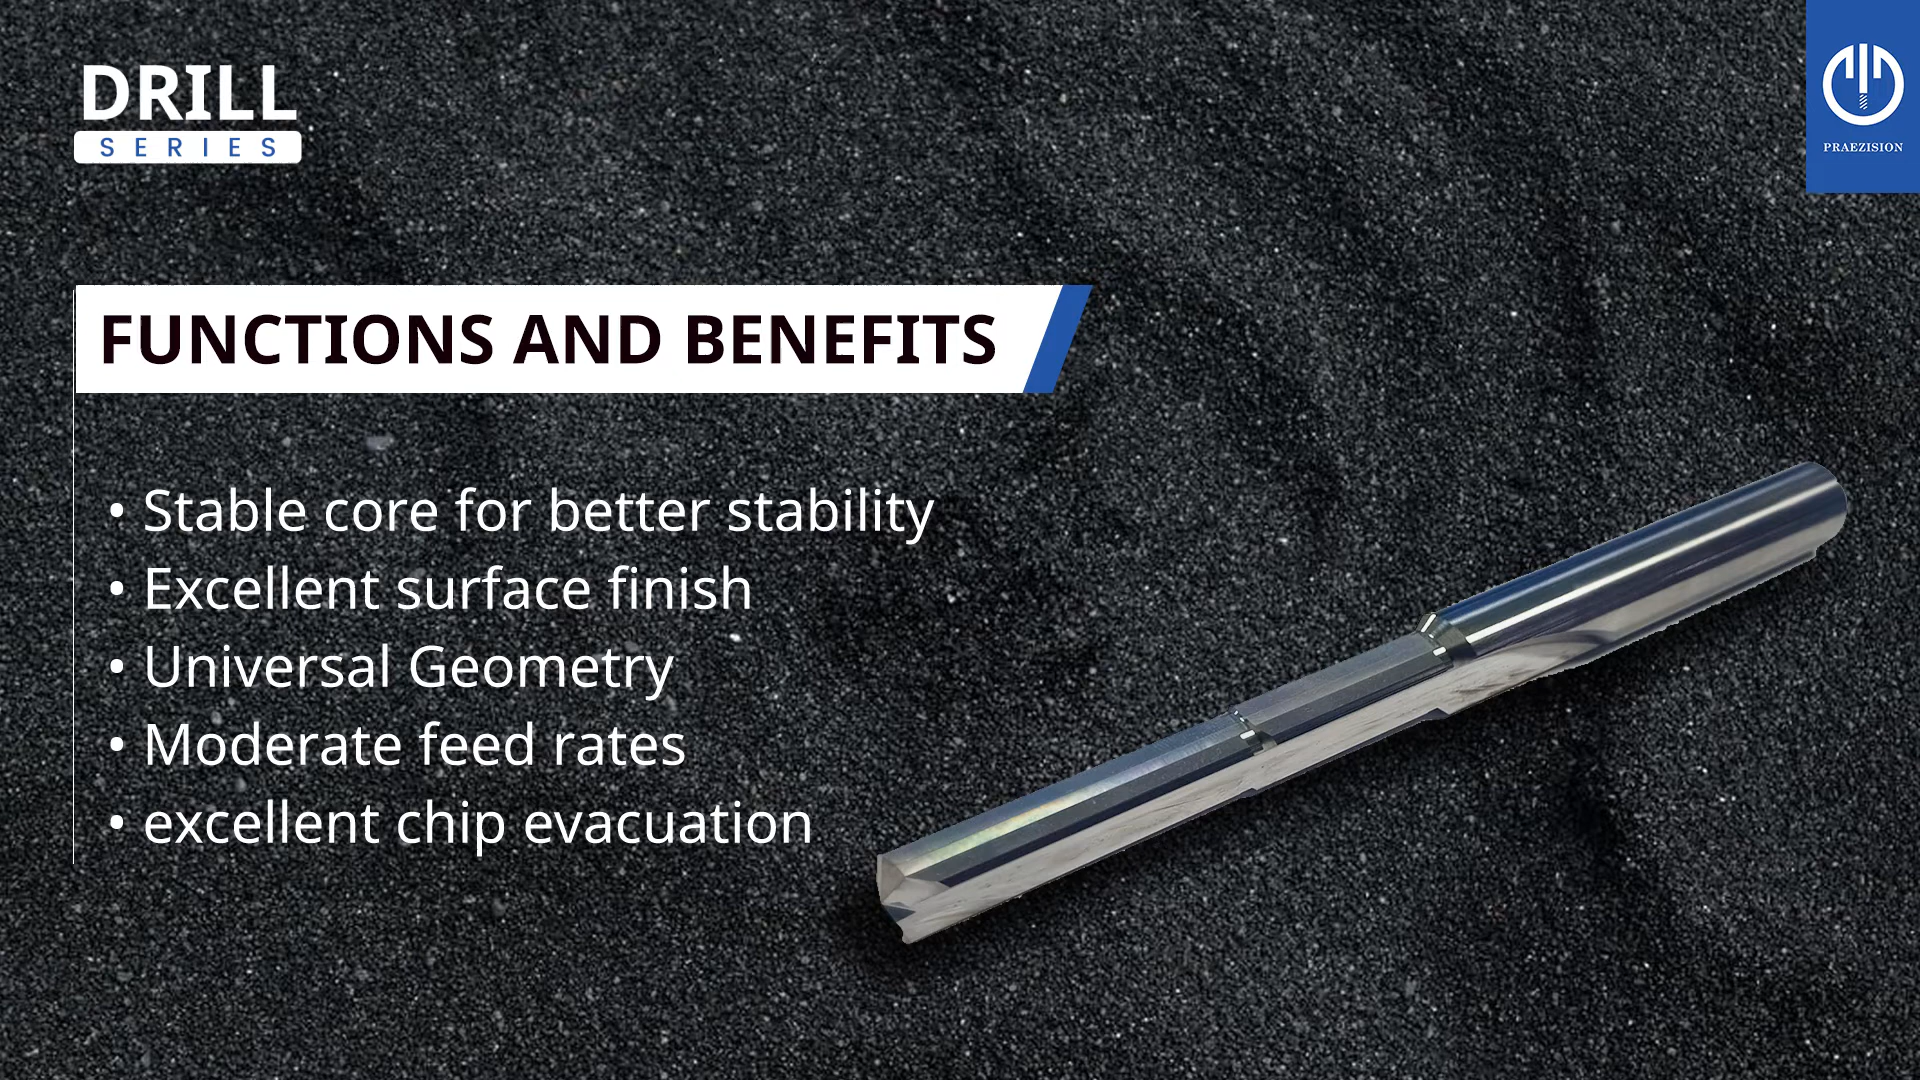 DRILL
SERIES
PRAEZISION
FUNCTIONS AND BENEFITS
• Stable core for better stability
• Excellent surface finish
• Universal Geometry
• Moderate feed rates
• excellent chip evacuation